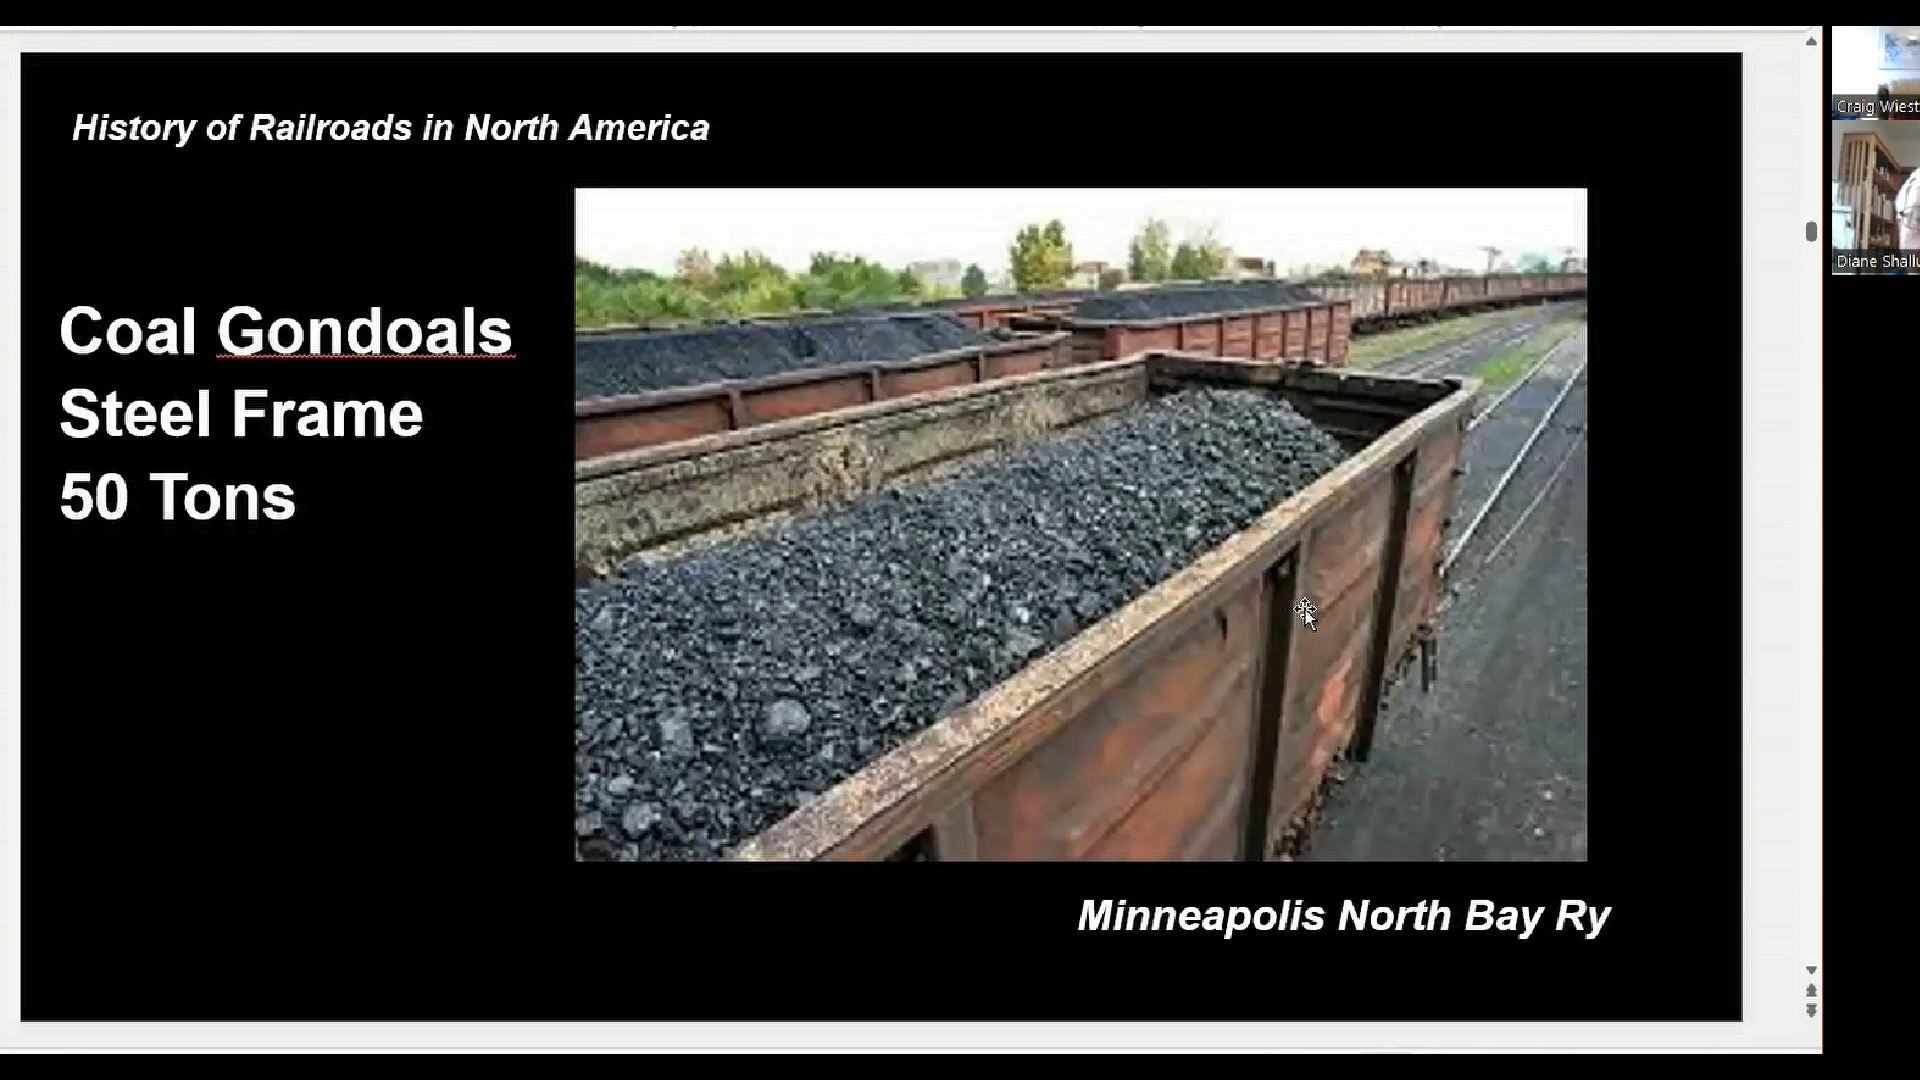 History of Railroads in North America
Coal Gondoals
Steel Frame
50 Tons
Minneapolis North Bay Ry
Craig Wiest
Diane Shallu